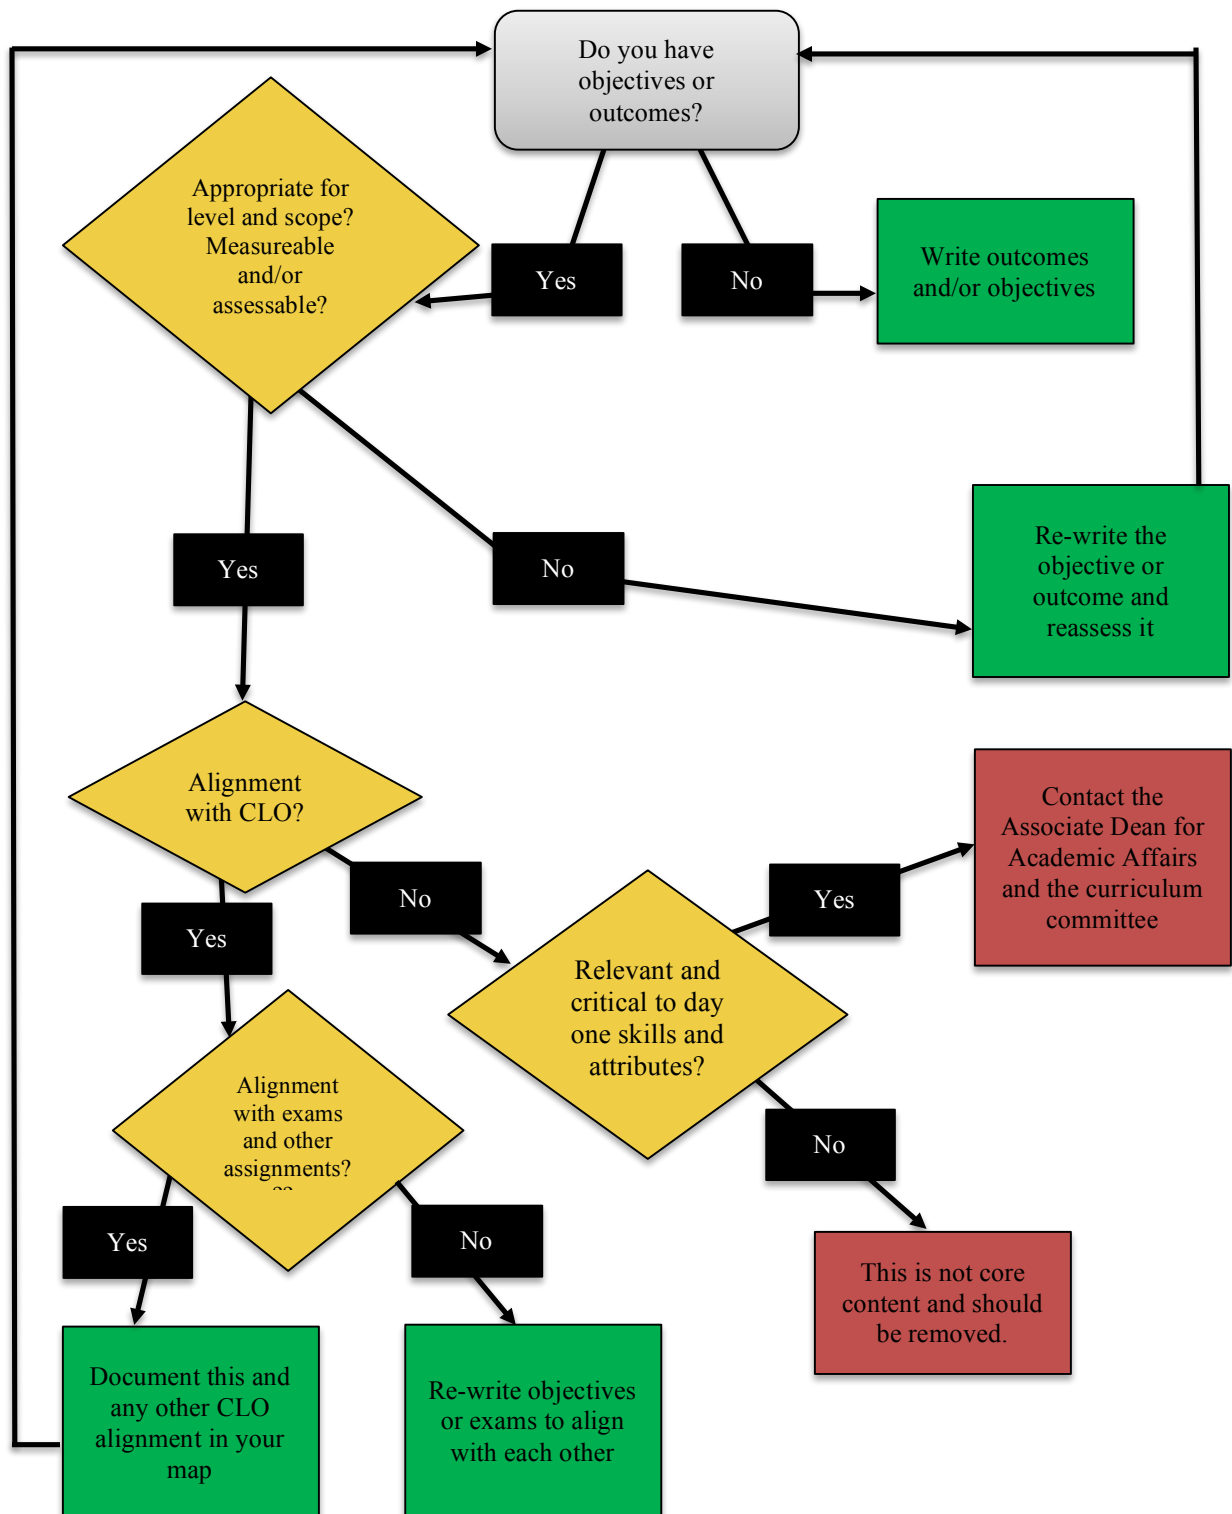 Do you have
objectives or
outcomes?
Appropriate for
level and scope?
Measureable
and/or
assessable?
Yes
No
Write outcomes
and/or objectives
Yes
No
Re-write the
objective or
outcome and
reassess it
Alignment
with CLO?
Yes
No
Relevant and
critical to day
one skills and
attributes?
Yes
Contact the
Associate Dean for
Academic Affairs
and the curriculum
committee
No
This is not core
content and should
be removed.
Alignment
with exams
and other
assignments?
??
Yes
No
Document this and
any other CLO
alignment in your
map
Re-write objectives
or exams to align
with each other